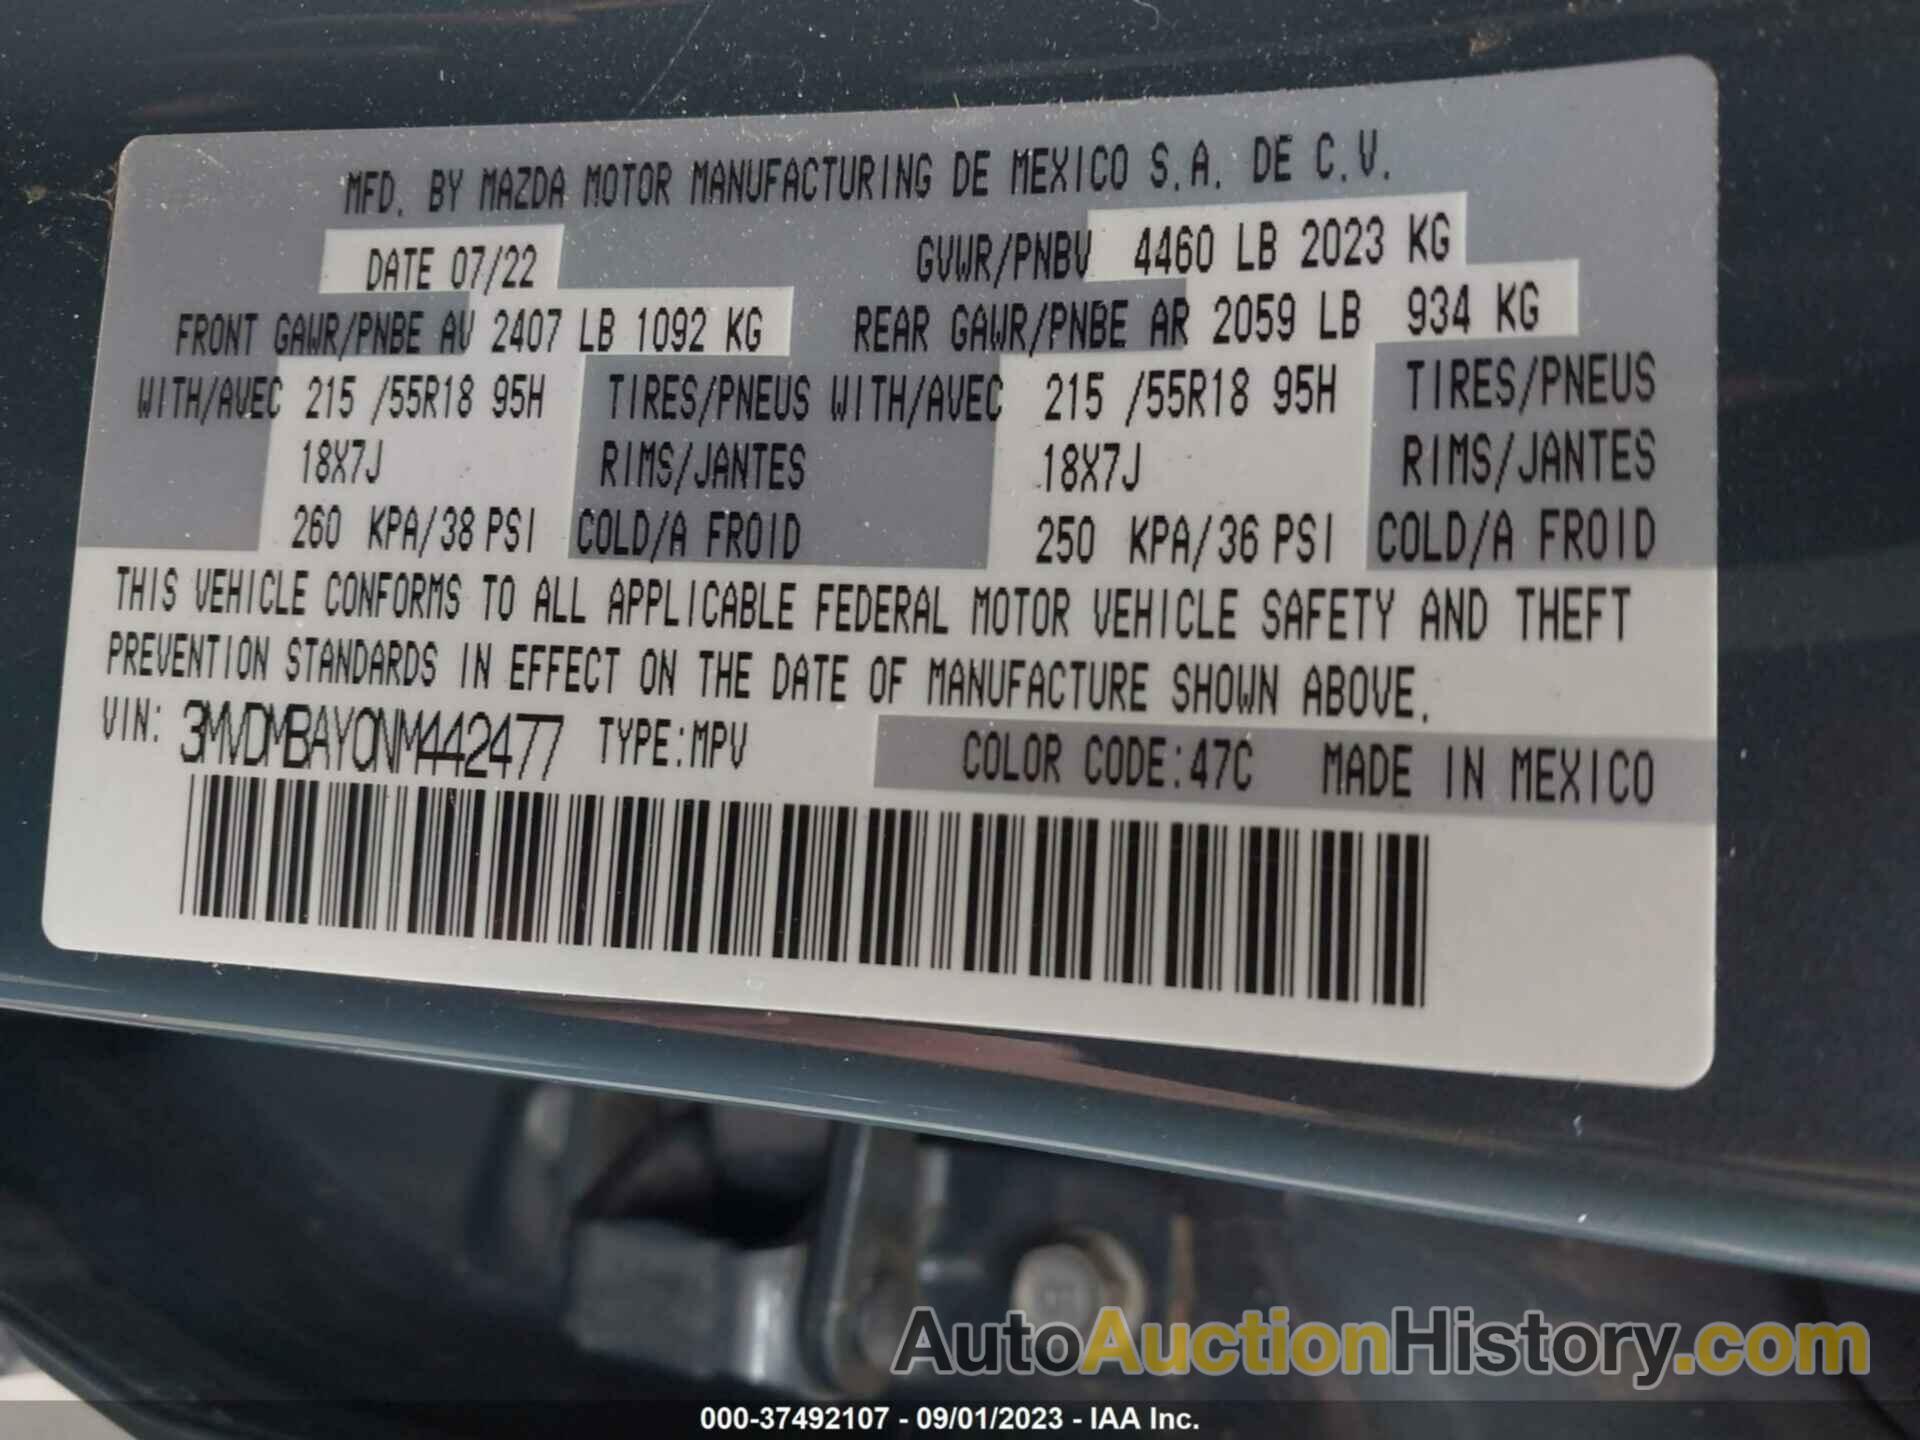 MFD. BY MAZDA MOTOR MANUFACTURING DE MEXICO S.A. DE C.V.
DATE 07/22 GVWR/PNBV 4460 LB 2023 KG
FRONT GAWR/PNBE AV 2407 LB 1092 KG REAR GAWR/PNBE AR 2059 LB 934 KG
WITH/AVEC 215 /55R18 95H TIRES/PNEUS WITH/AVEC 215 /55R18 95H TIRES/PNEUS
18X7J RIMS/JANTES 18X7J RIMS/JANTES
260 KPA/38 PSI COLD/A FROID 250 KPA/36 PSI COLD/A FROID
THIS VEHICLE CONFORMS TO ALL APPLICABLE FEDERAL MOTOR VEHICLE SAFETY AND THEFT
PREVENTION STANDARDS IN EFFECT ON THE DATE OF MANUFACTURE SHOWN ABOVE.
VIN: 3MVDMBAY0NM442477 TYPE:MPV COLOR CODE:47C MADE IN MEXICO
AutoAuctionHistory.com
000-37492107 - 09/01/2023 - IAA Inc.